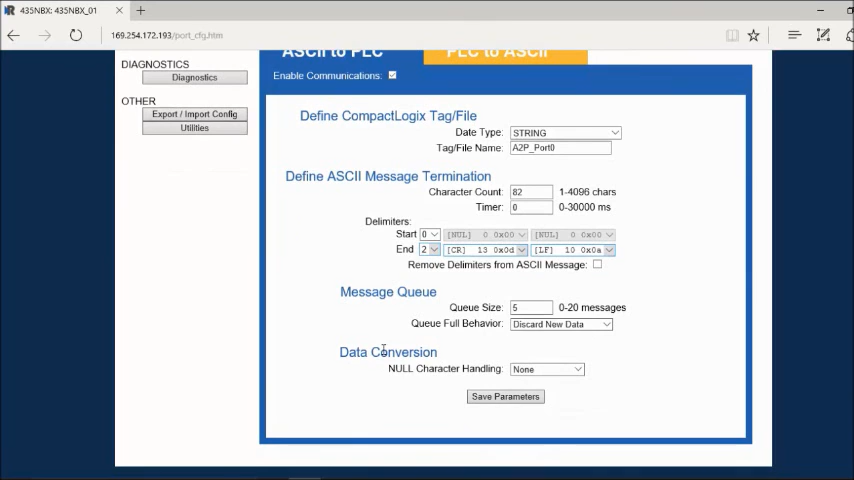 435NBX: 435NBX_01
169.254.172.193/port_cfg.htm
DIAGNOSTICS
Diagnostics
OTHER
Export / Import Config
Utilities
ASCII to PLC
PLC to ASCII
Enable Communications:
Define CompactLogix Tag/File
Date Type: STRING
Tag/File Name: A2P_Port0
Define ASCII Message Termination
Character Count: 82 1-4096 chars
Timer: 0 0-30000 ms
Delimiters:
Start 0 [NUL] 0 0x00 [NUL] 0 0x00
End 2 [CR] 13 0x0d [LF] 10 0x0a
Remove Delimiters from ASCII Message:
Message Queue
Queue Size: 5 0-20 messages
Queue Full Behavior: Discard New Data
Data Conversion
NULL Character Handling: None
Save Parameters